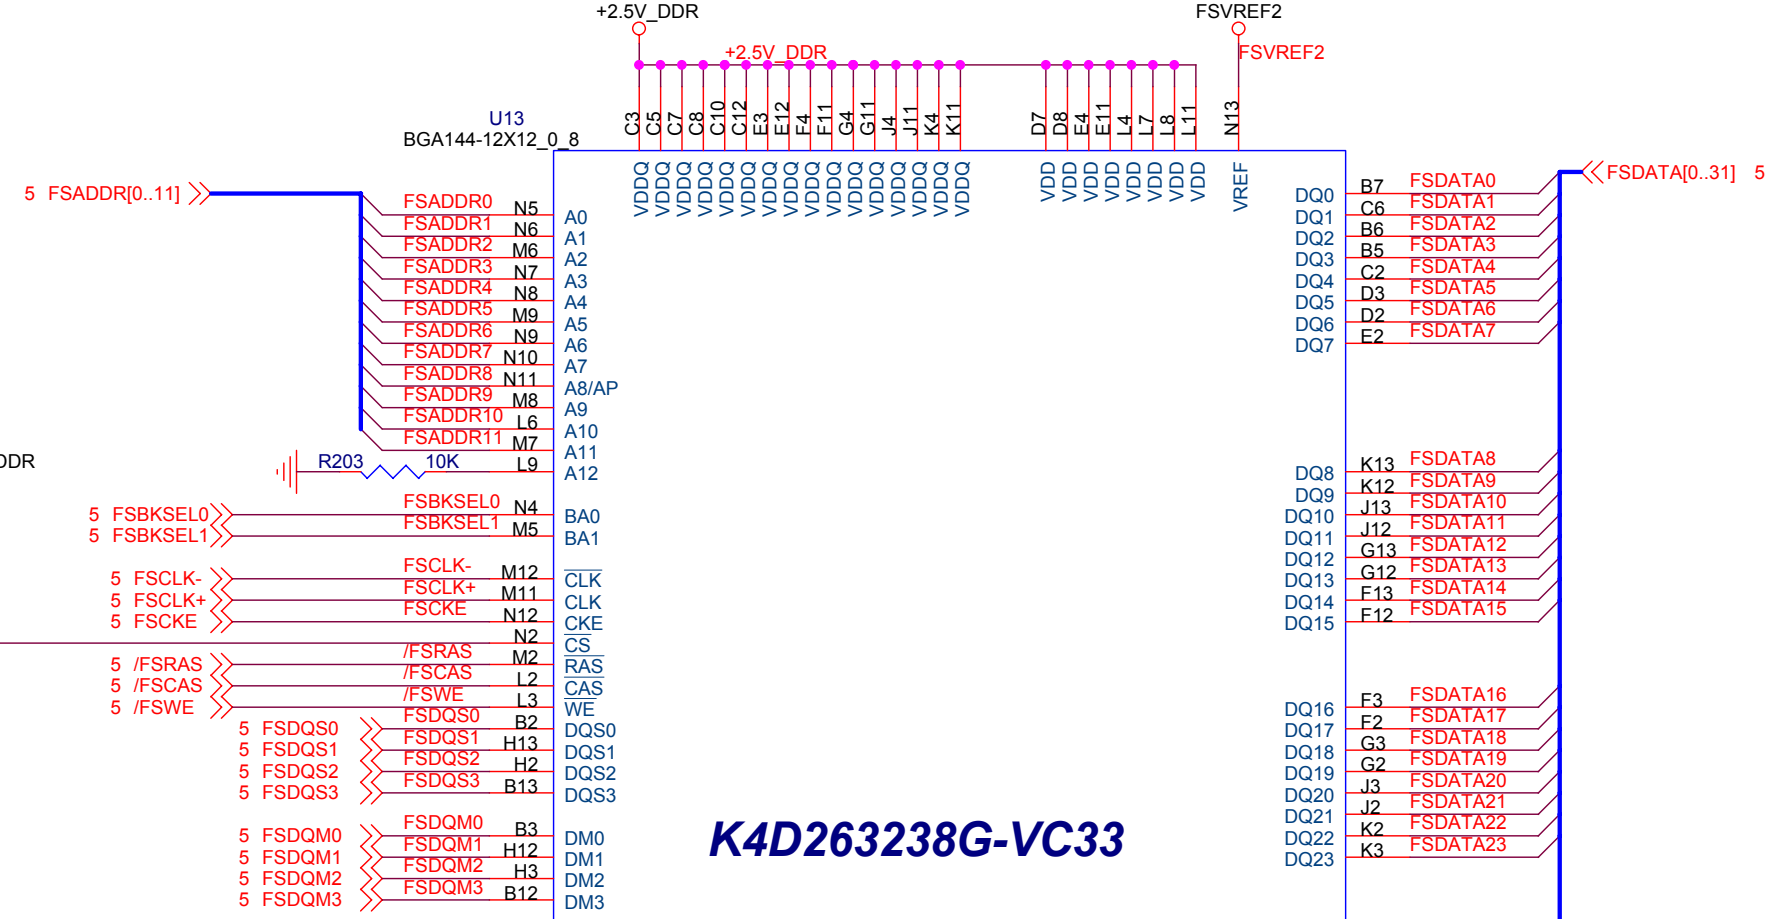 +2.5V_DDR
FSVREF2
+2.5V_DDR
FSVREF2
C3 C5 C7 C8 C10 C12 E3 E12 F4 F11 G4 G11 J4 J11 K4 K11 D7 D8 E4 E11 L4 L7 L8 L11 N13
U13
BGA144-12X12_0_8
VDDQ VDDQ VDDQ VDDQ VDDQ VDDQ VDDQ VDDQ VDDQ VDDQ VDDQ VDDQ VDDQ VDDQ VDDQ VDDQ VDD VDD VDD VDD VDD VDD VDD VDD VREF
5 FSADDR[0..11]
FSADDR0 N5 A0
FSADDR1 N6 A1
FSADDR2 M6 A2
FSADDR3 N7 A3
FSADDR4 N8 A4
FSADDR5 M9 A5
FSADDR6 N9 A6
FSADDR7 N10 A7
FSADDR8 N11 A8/AP
FSADDR9 M8 A9
FSADDR10 L6 A10
FSADDR11 M7 A11
DDR
R203 10K L9 A12
5 FSBKSEL0 FSBKSEL0 N4 BA0
5 FSBKSEL1 FSBKSEL1 M5 BA1
5 FSCLK- FSCLK- M12 CLK
5 FSCLK+ FSCLK+ M11 CLK
5 FSCKE FSCKE N12 CKE
N2 CS
5 /FSRAS /FSRAS M2 RAS
5 /FSCAS /FSCAS L2 CAS
5 /FSWE /FSWE L3 WE
5 FSDQS0 FSDQS0 B2 DQS0
5 FSDQS1 FSDQS1 H13 DQS1
5 FSDQS2 FSDQS2 H2 DQS2
5 FSDQS3 FSDQS3 B13 DQS3
5 FSDQM0 FSDQM0 B3 DM0
5 FSDQM1 FSDQM1 H12 DM1
5 FSDQM2 FSDQM2 H3 DM2
5 FSDQM3 FSDQM3 B12 DM3
K4D263238G-VC33
FSDATA[0..31] 5
DQ0 B7 FSDATA0
DQ1 C6 FSDATA1
DQ2 B6 FSDATA2
DQ3 B5 FSDATA3
DQ4 C2 FSDATA4
DQ5 D3 FSDATA5
DQ6 D2 FSDATA6
DQ7 E2 FSDATA7
DQ8 K13 FSDATA8
DQ9 K12 FSDATA9
DQ10 J13 FSDATA10
DQ11 J12 FSDATA11
DQ12 G13 FSDATA12
DQ13 G12 FSDATA13
DQ14 F13 FSDATA14
DQ15 F12 FSDATA15
DQ16 F3 FSDATA16
DQ17 F2 FSDATA17
DQ18 G3 FSDATA18
DQ19 G2 FSDATA19
DQ20 J3 FSDATA20
DQ21 J2 FSDATA21
DQ22 K2 FSDATA22
DQ23 K3 FSDATA23